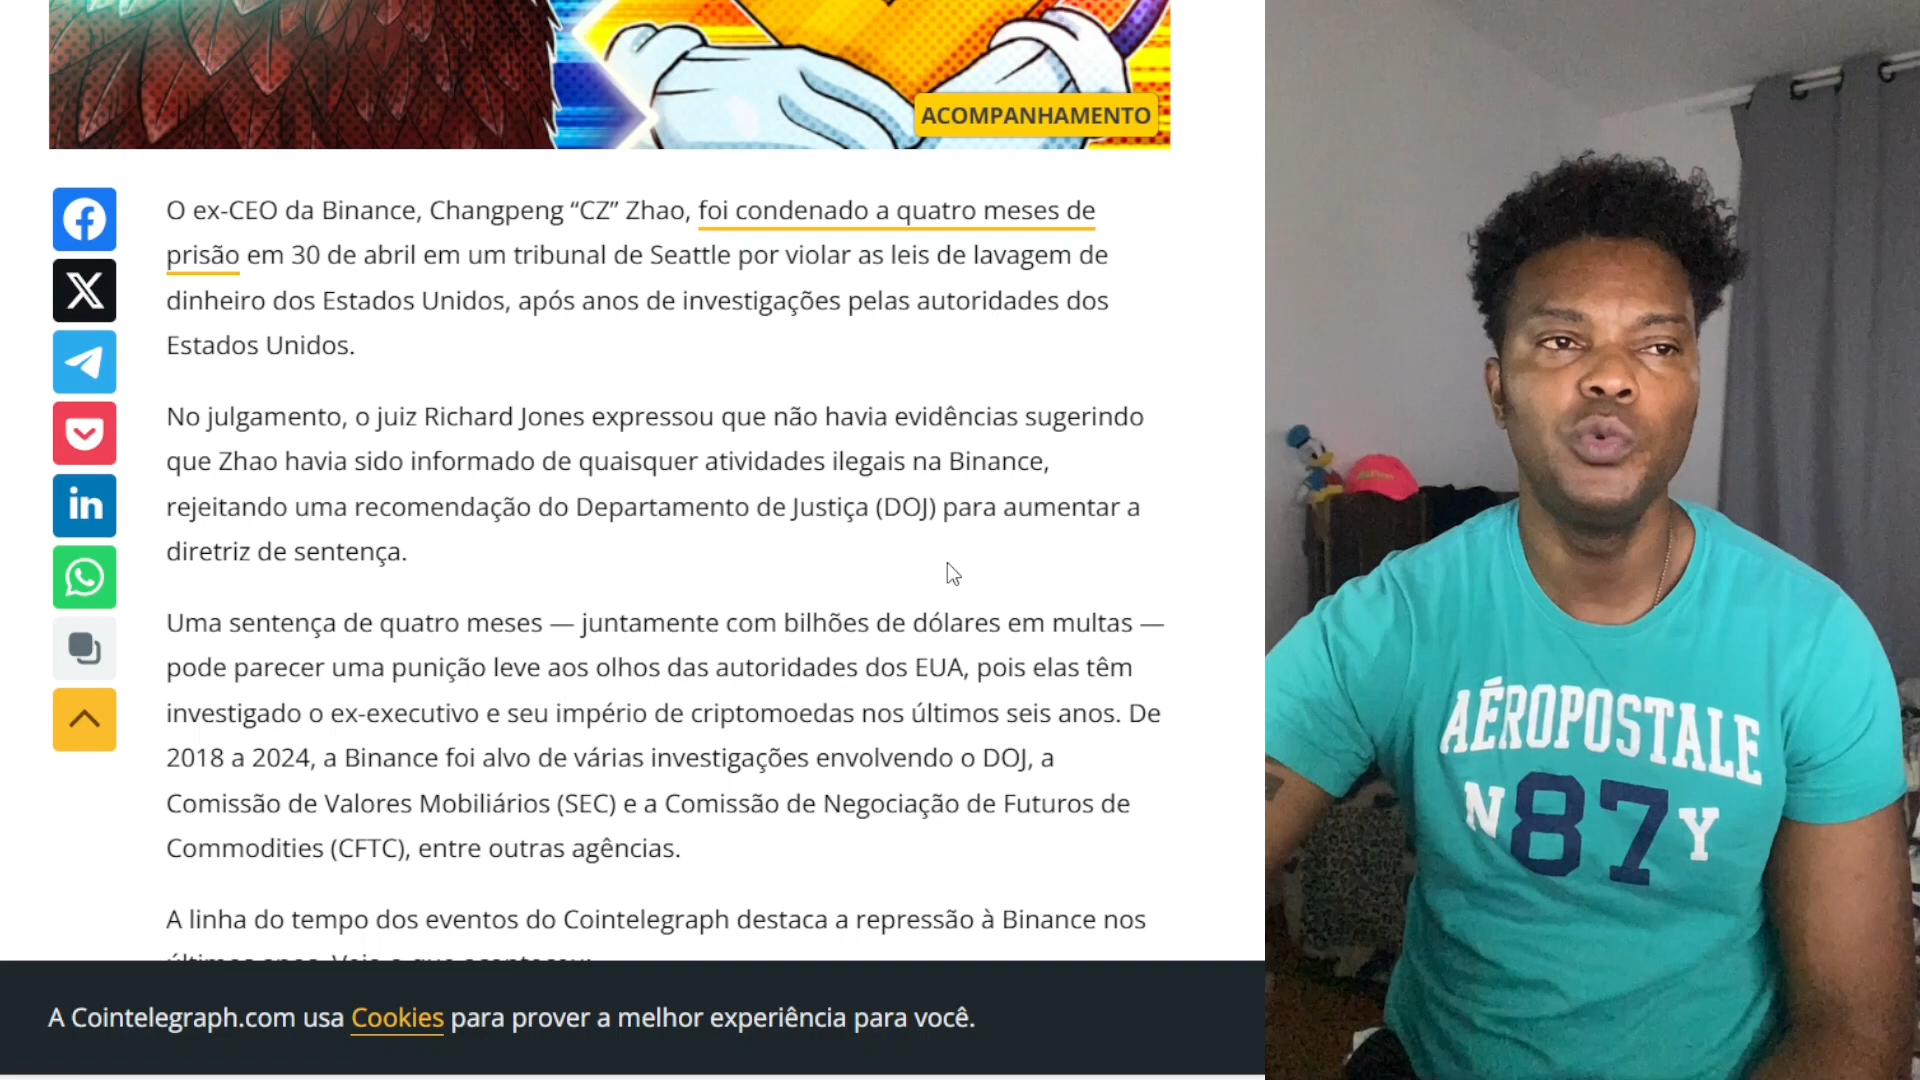 ACOMPANHAMENTO
O ex-CEO da Binance, Changpeng “CZ” Zhao, foi condenado a quatro meses de
prisão em 30 de abril em um tribunal de Seattle por violar as leis de lavagem de
dinheiro dos Estados Unidos, após anos de investigações pelas autoridades dos
Estados Unidos.
No julgamento, o juiz Richard Jones expressou que não havia evidências sugerindo
que Zhao havia sido informado de quaisquer atividades ilegais na Binance,
rejeitando uma recomendação do Departamento de Justiça (DOJ) para aumentar a
diretriz de sentença.
Uma sentença de quatro meses — juntamente com bilhões de dólares em multas —
pode parecer uma punição leve aos olhos das autoridades dos EUA, pois elas têm
investigado o ex-executivo e seu império de criptomoedas nos últimos seis anos. De
2018 a 2024, a Binance foi alvo de várias investigações envolvendo o DOJ, a
Comissão de Valores Mobiliários (SEC) e a Comissão de Negociação de Futuros de
Commodities (CFTC), entre outras agências.
A linha do tempo dos eventos do Cointelegraph destaca a repressão à Binance nos
A Cointelegraph.com usa Cookies para prover a melhor experiência para você.
in
AÉROPOSTALE
N87Y